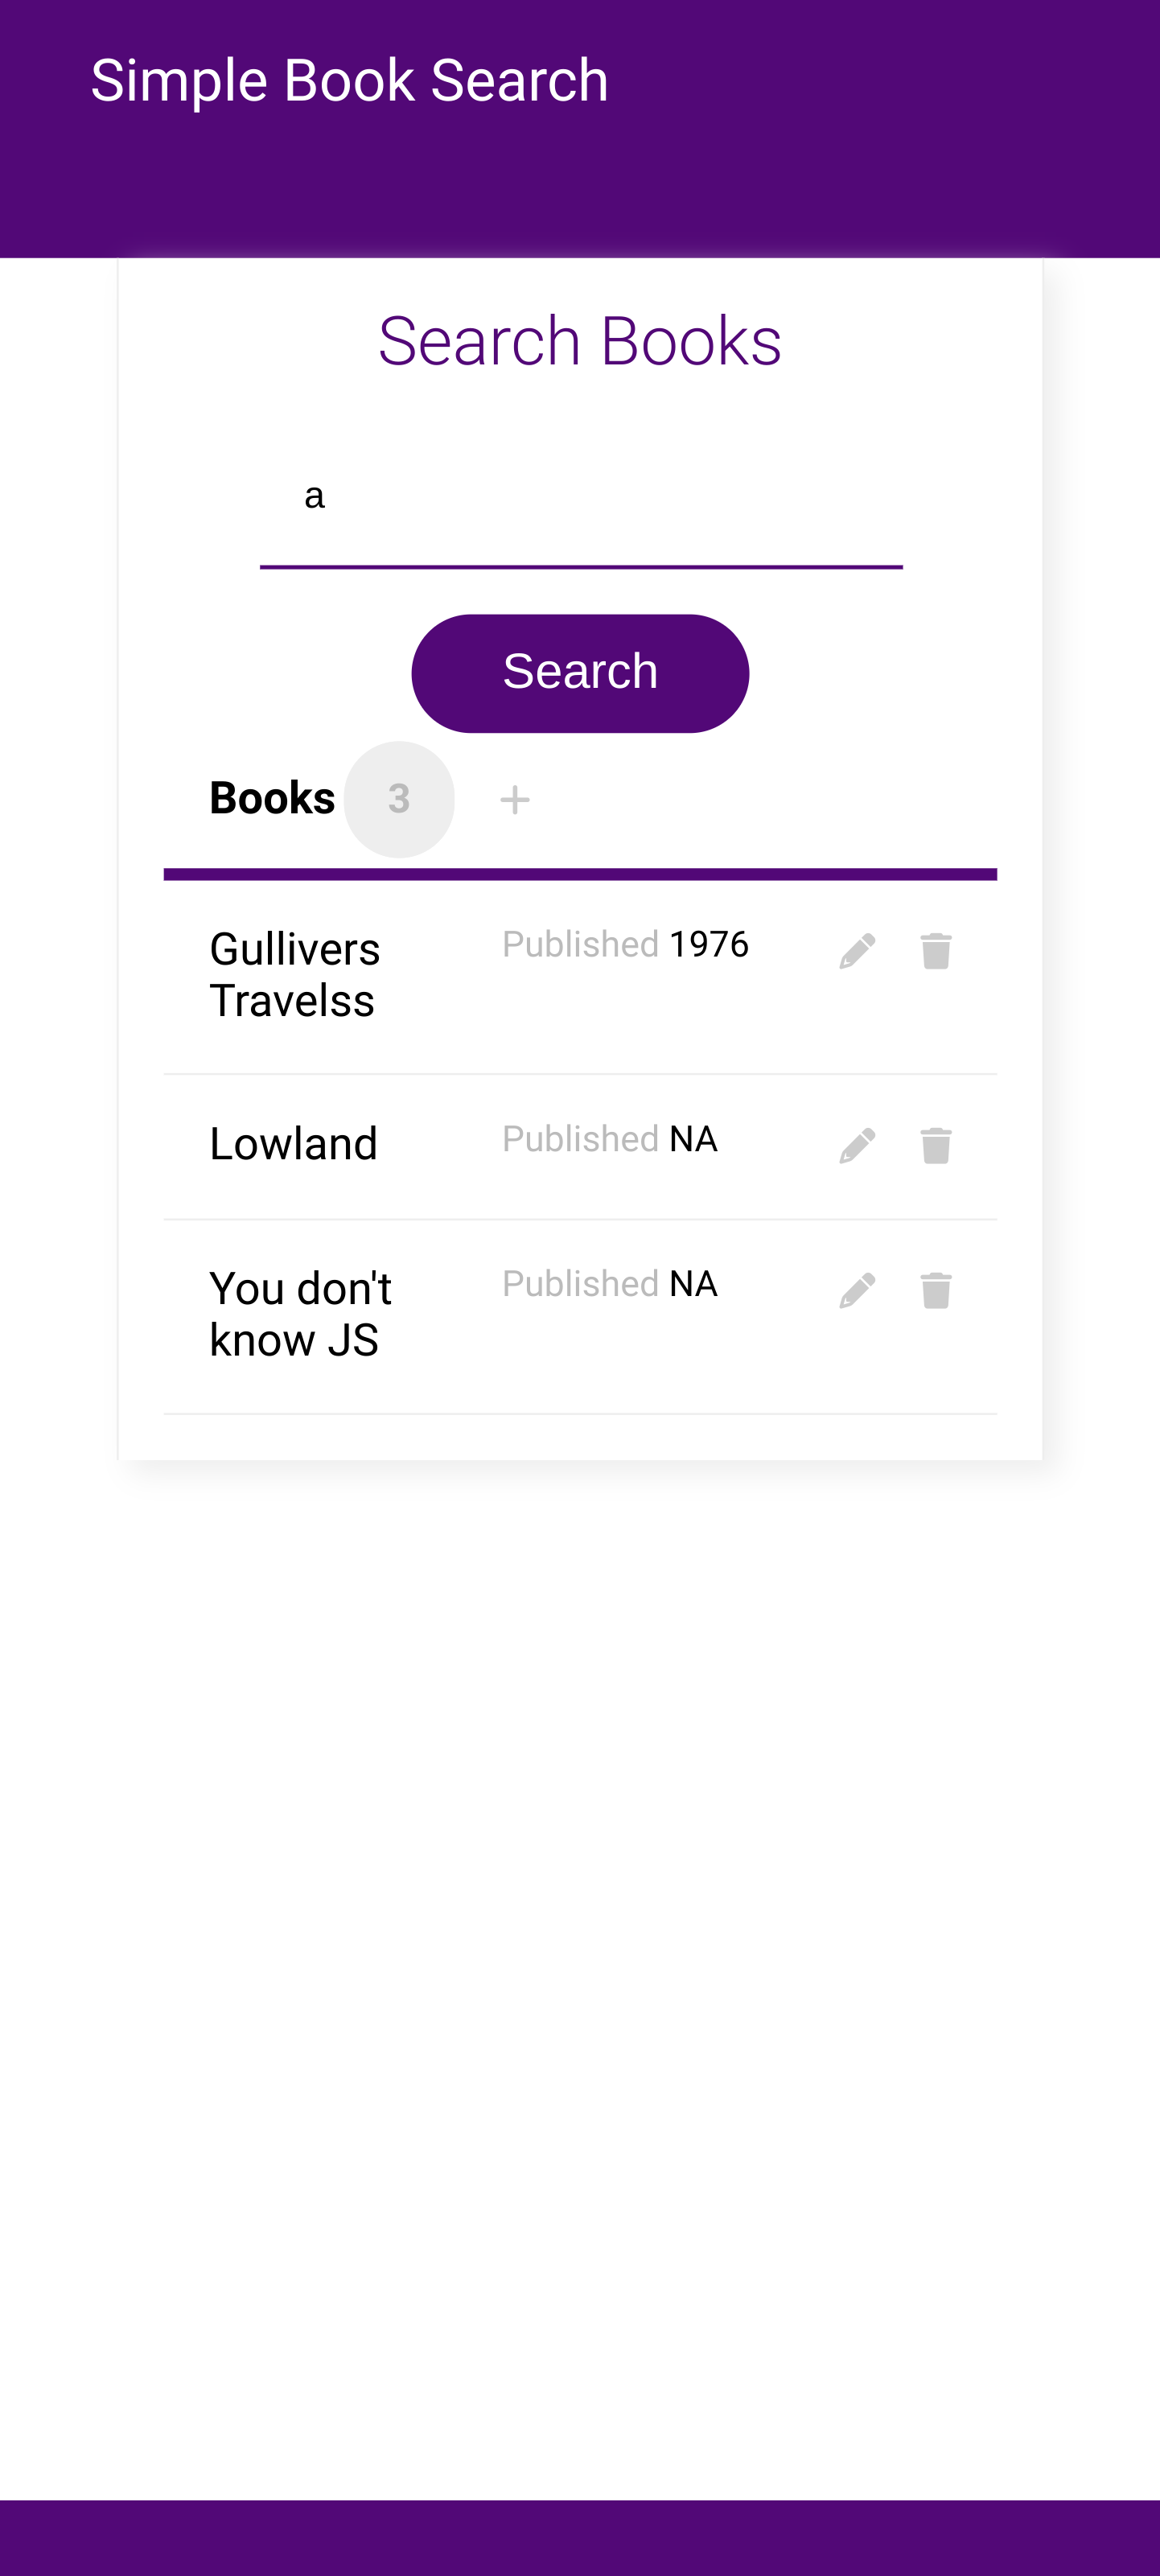 Simple Book Search
Search Books
a
Search
Books 3
Gullivers Published 1976
Travelss
Lowland Published NA
You don't Published NA
know JS